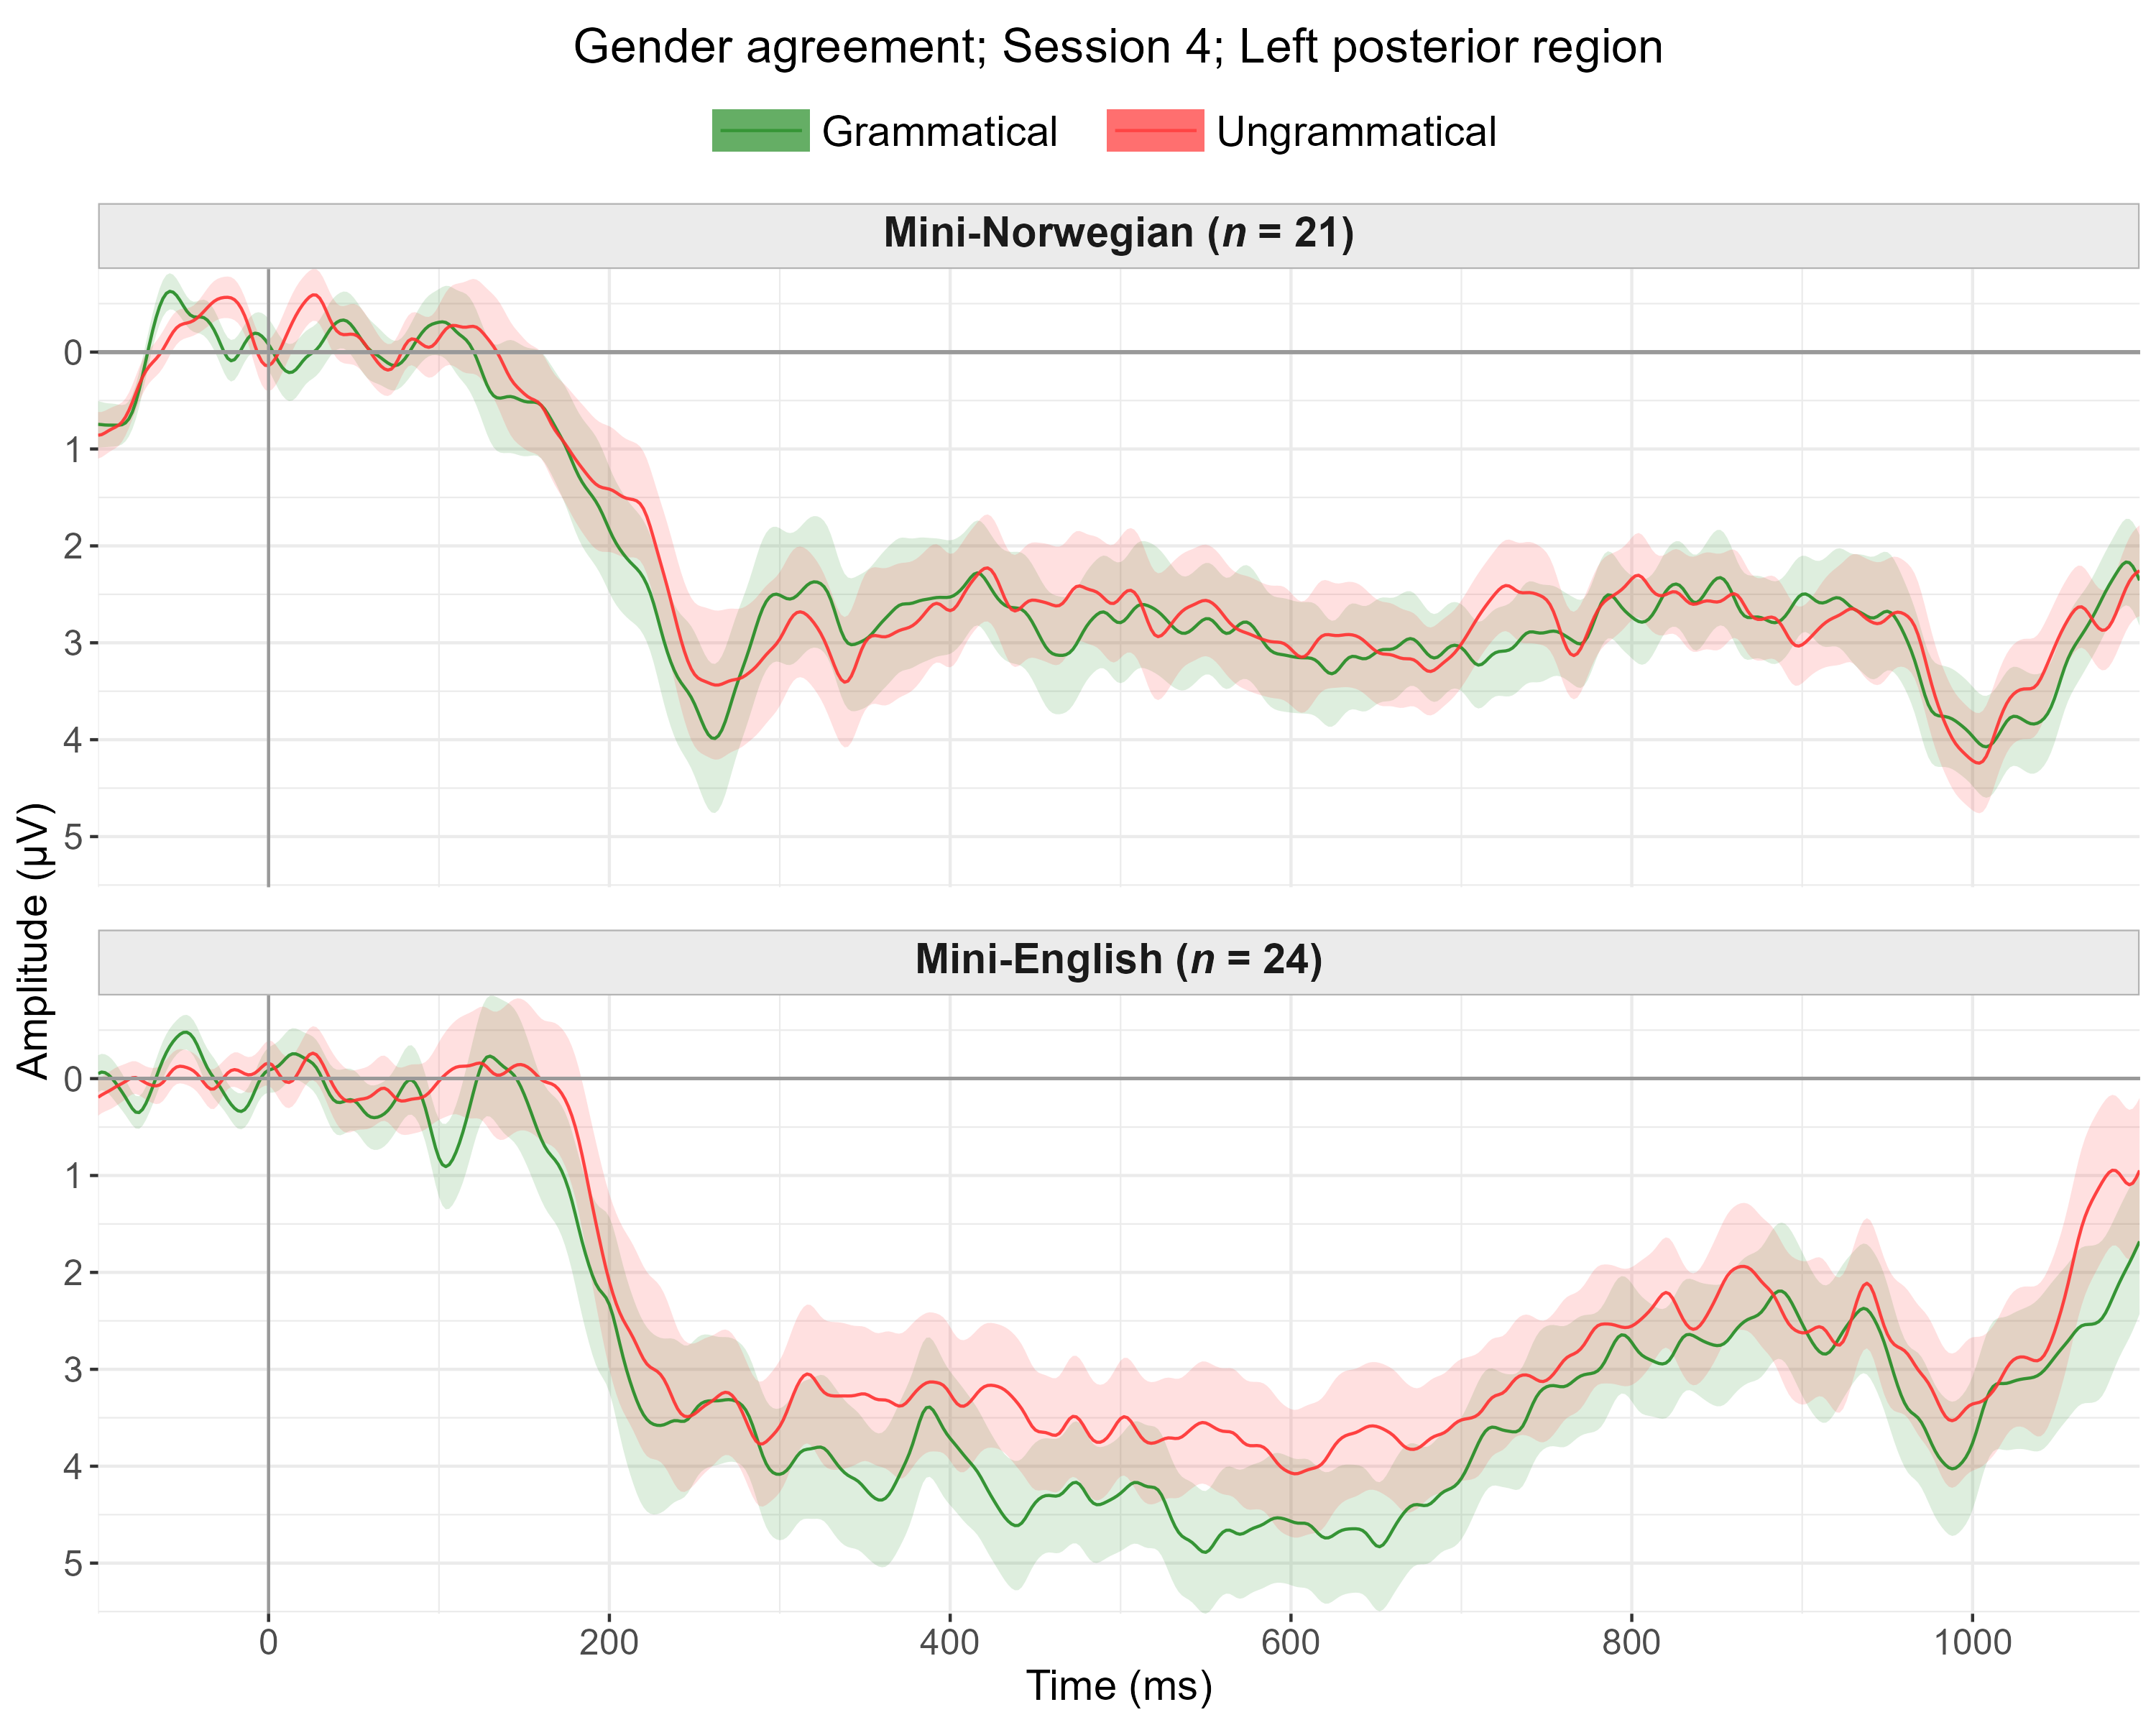 Gender agreement; Session 4; Left posterior region
Grammatical Ungrammatical
Mini-Norwegian (n = 21)
0
1
2
3
4
5
Amplitude (µV)
Mini-English (n = 24)
0
1
2
3
4
5
0 200 400 600 800 1000
Time (ms)